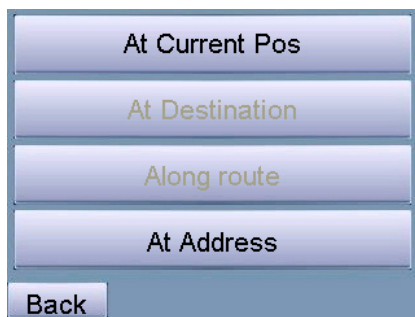 At Current Pos
At Destination
Along route
At Address
Back